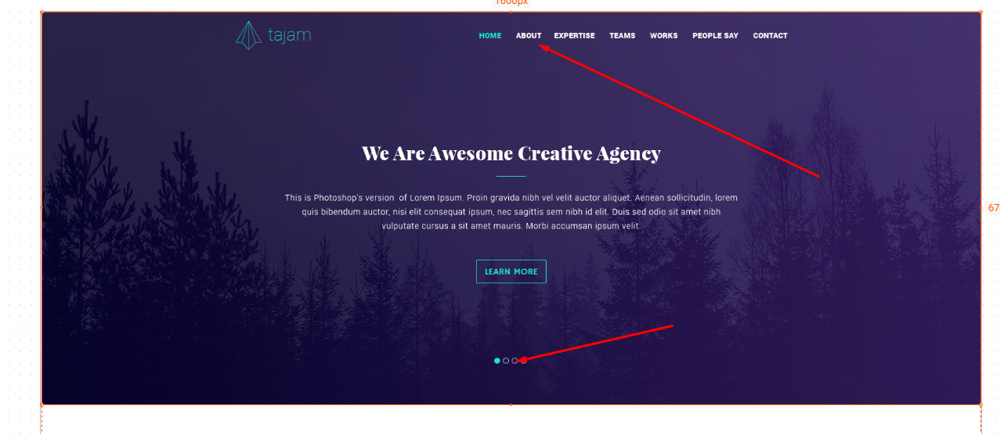 1600px
tajam
HOME ABOUT EXPERTISE TEAMS WORKS PEOPLE SAY CONTACT
We Are Awesome Creative Agency
This is Photoshop's version of Lorem Ipsum. Proin gravida nibh vel velit auctor aliquet. Aenean sollicitudin, lorem
quis bibendum auctor, nisi elit consequat ipsum, nec sagittis sem nibh id elit. Duis sed odio sit amet nibh
vulputate cursus a sit amet mauris. Morbi accumsan ipsum velit.
67
LEARN MORE